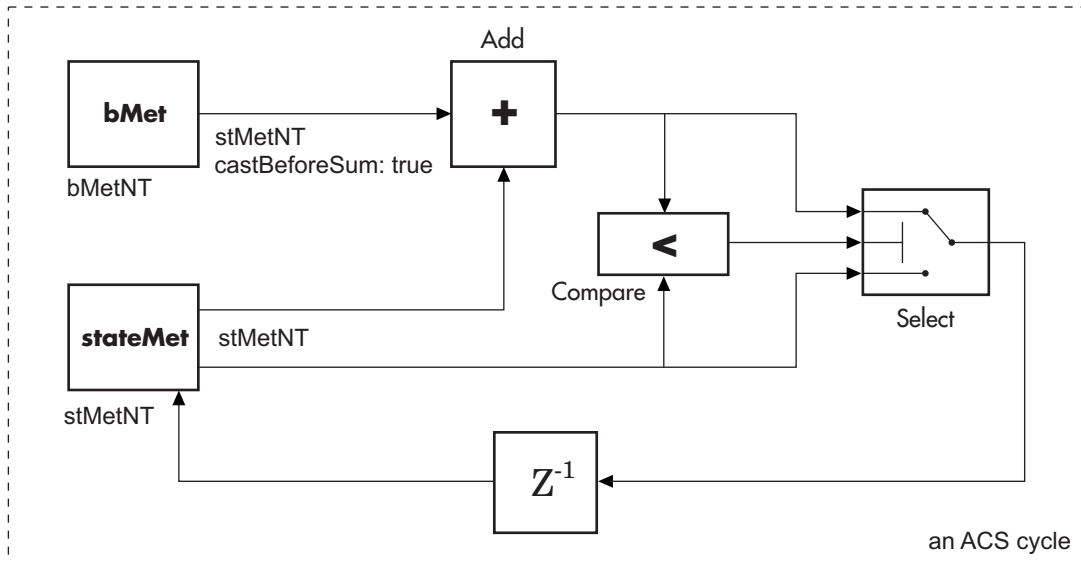 Add
bMet
+
stMetNT
castBeforeSum: true
bMetNT
<
Compare
stateMet
stMetNT
Select
stMetNT
Z-1
an ACS cycle